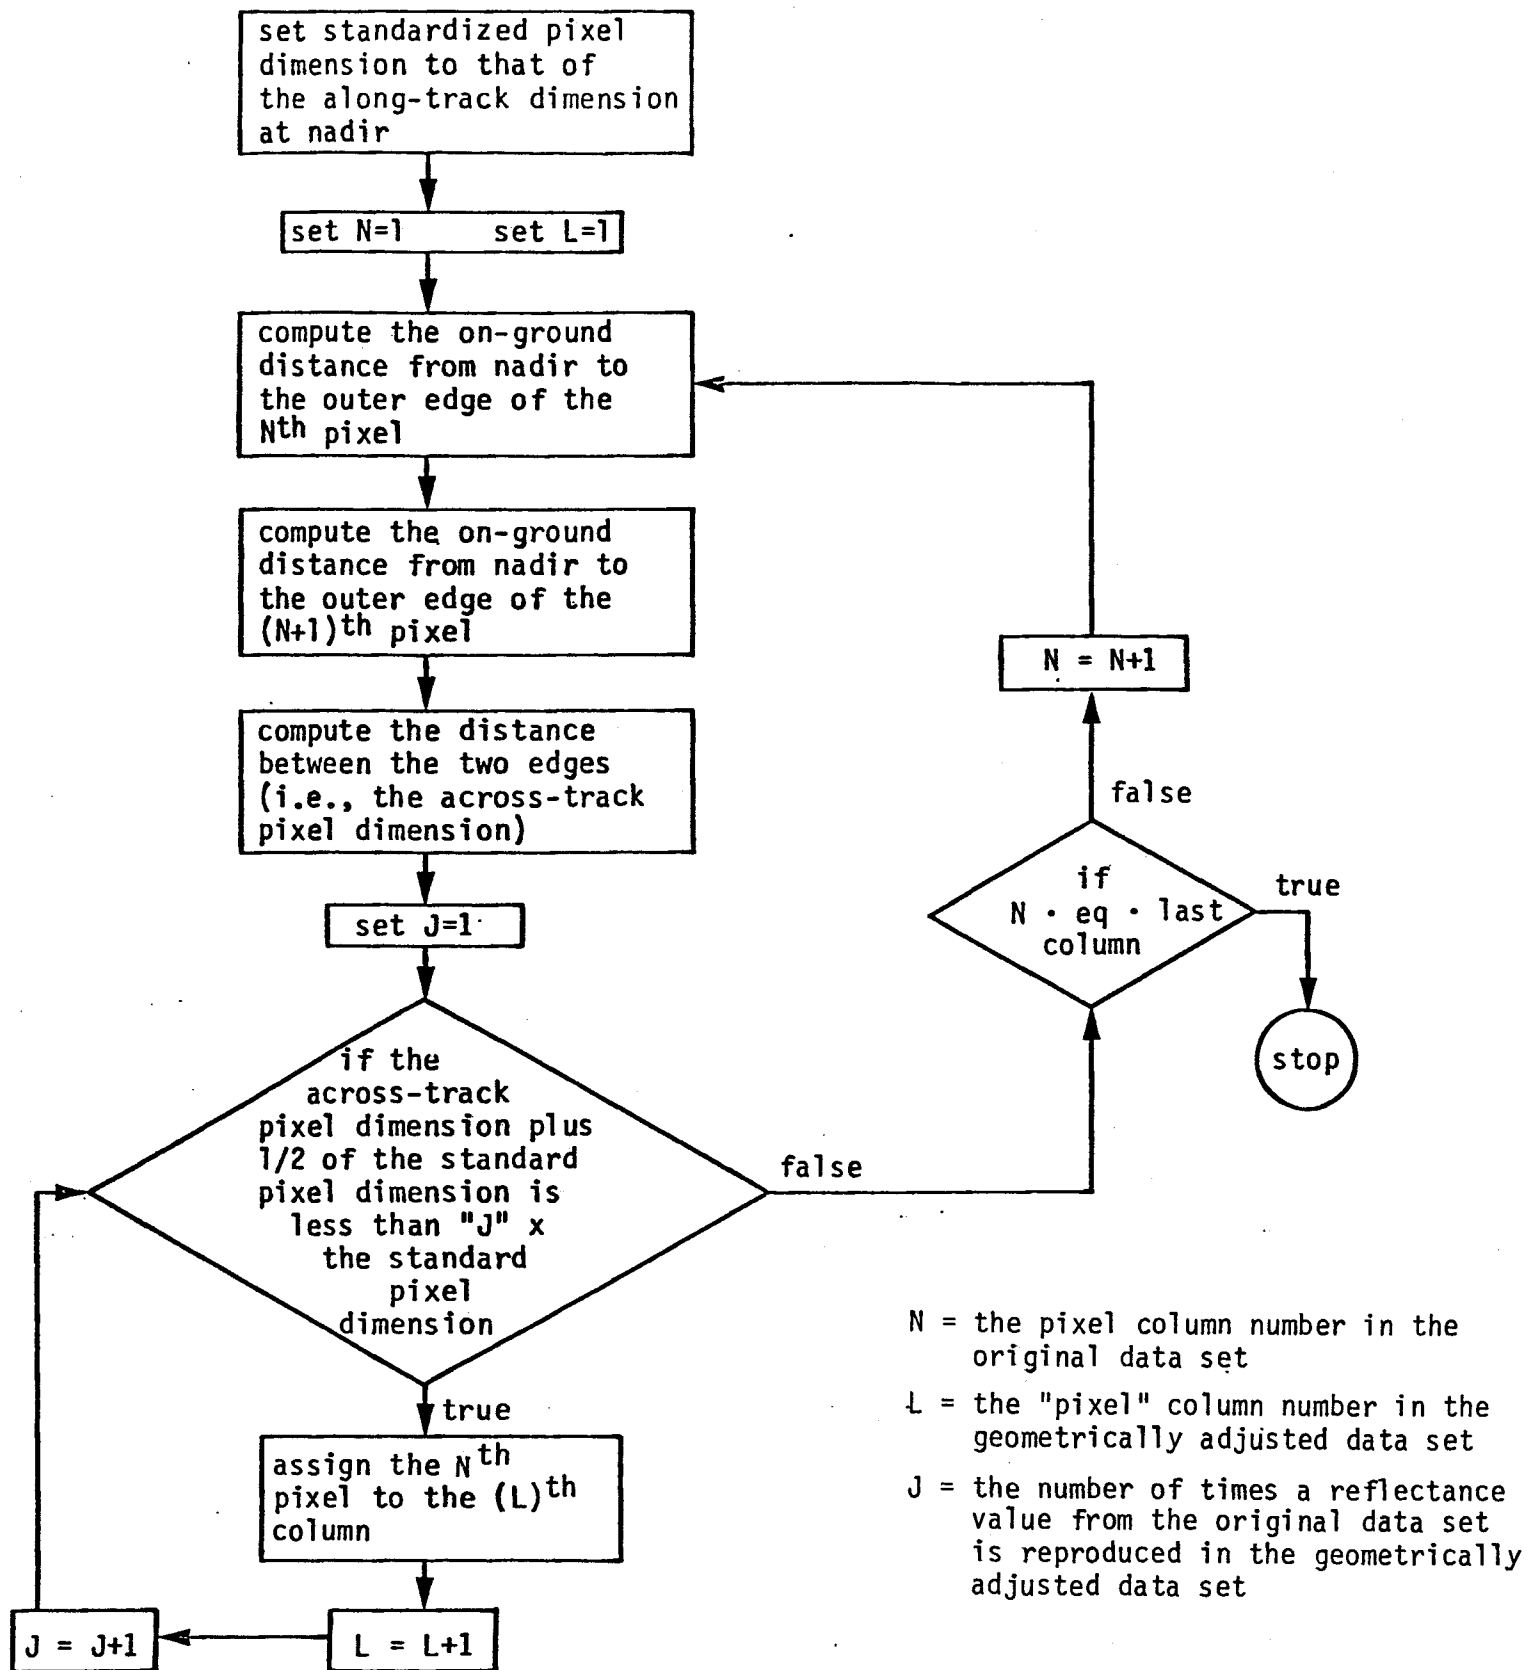 set standardized pixel
dimension to that of
the along-track dimension
at nadir
set N=1 set L=1
compute the on-ground
distance from nadir to
the outer edge of the
Nth pixel
compute the on-ground
distance from nadir to
the outer edge of the
(N+1)th pixel
compute the distance
between the two edges
(i.e., the across-track
pixel dimension)
set J=1
if the
across-track
pixel dimension plus
1/2 of the standard
pixel dimension is
less than "J" x
the standard
pixel
dimension
false
true
assign the Nth
pixel to the (L)th
column
L = L+1
J = J+1
N = N+1
false
if
N · eq · last
column
true
stop
N = the pixel column number in the
original data set
L = the "pixel" column number in the
geometrically adjusted data set
J = the number of times a reflectance
value from the original data set
is reproduced in the geometrically
adjusted data set